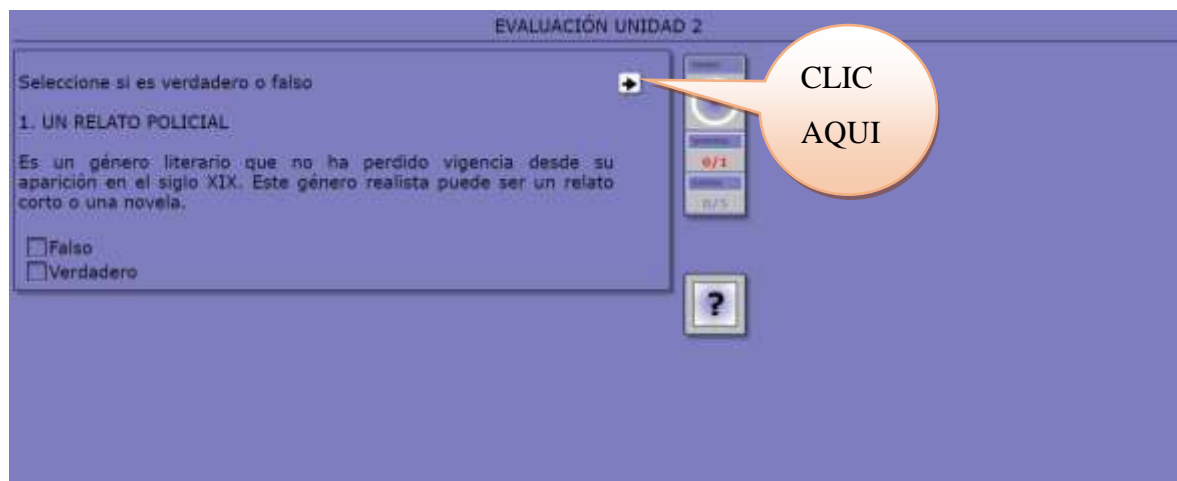 EVALUACIÓN UNIDAD 2
Seleccione si es verdadero o falso
1. UN RELATO POLICIAL
Es un género literario que no ha perdido vigencia desde su
aparición en el siglo XIX. Este género realista puede ser un relato
corto o una novela.
Falso
Verdadero
0/1
?
CLIC
AQUI